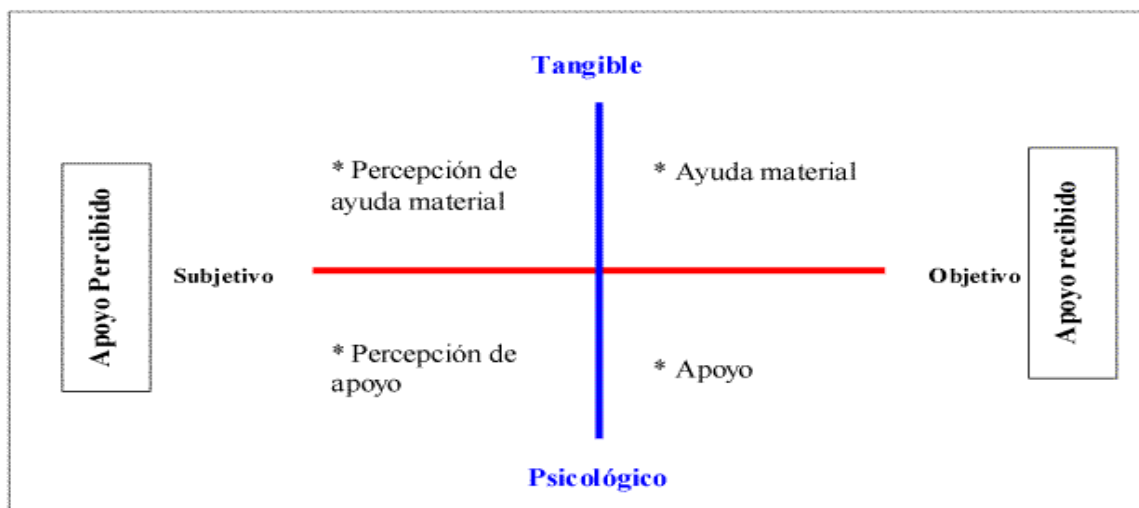 Tangible
* Percepción de
ayuda material
* Ayuda material
Apoyo Percibido
Subjetivo
Objetivo
Apoyo recibido
* Percepción de
apoyo
* Apoyo
Psicológico